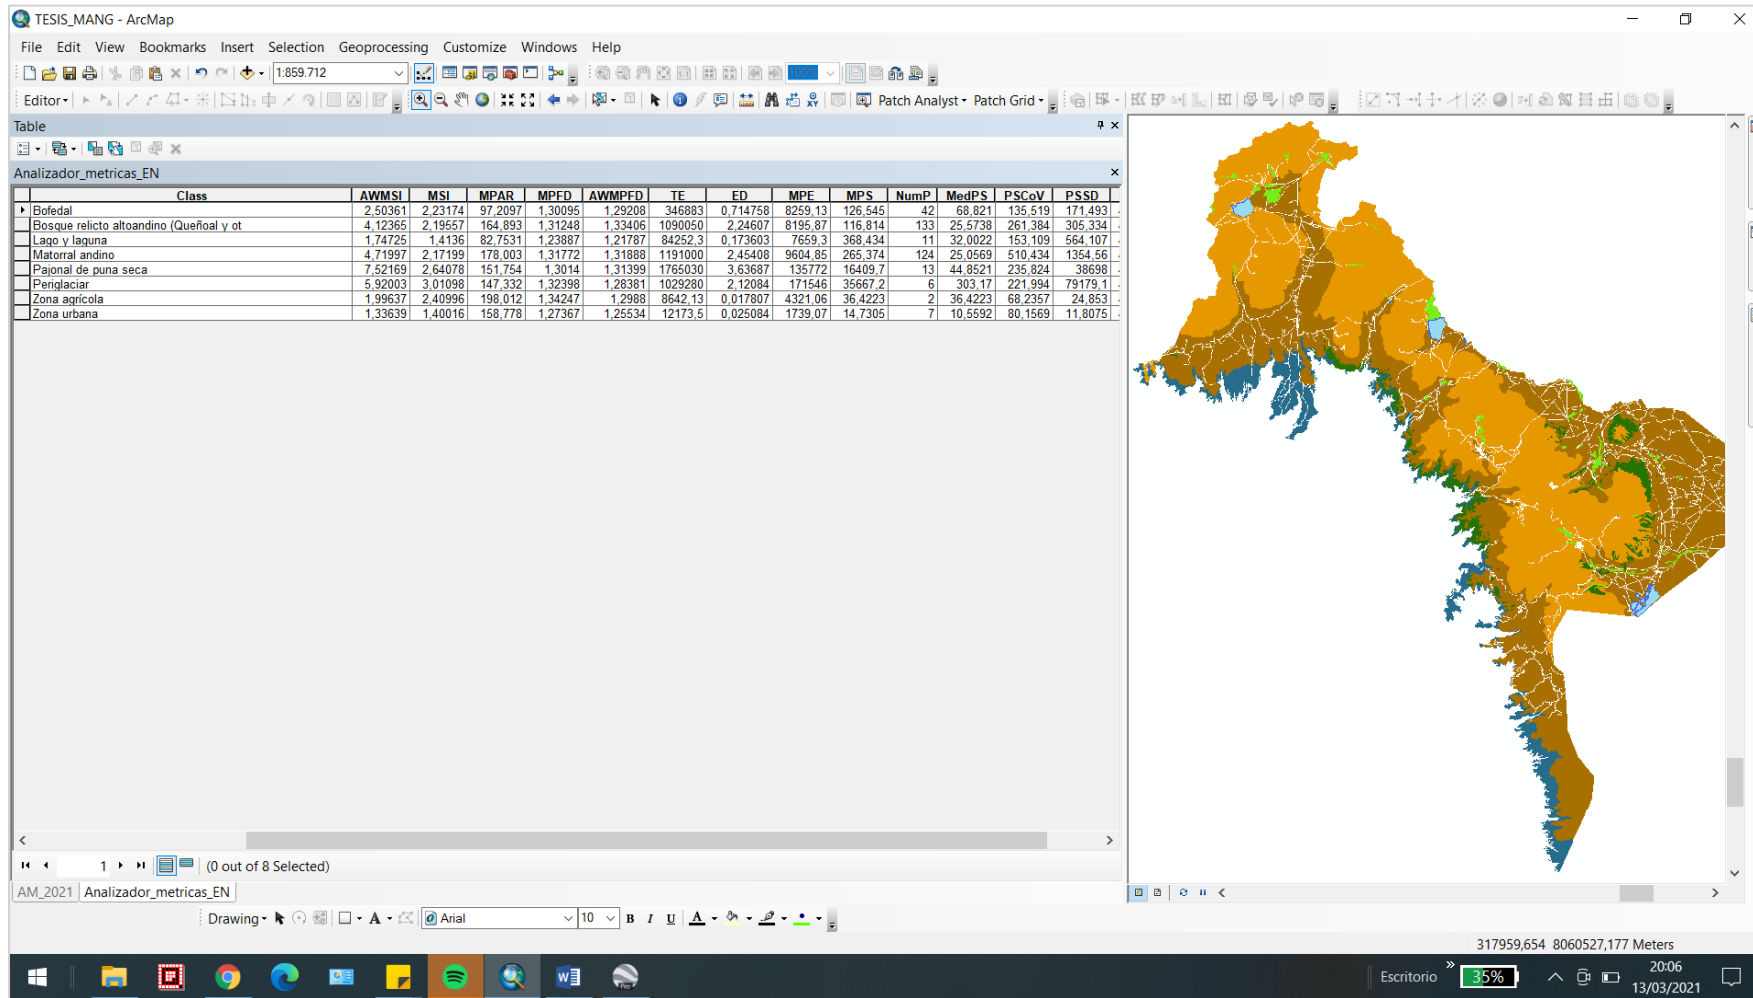 TESIS_MANG - ArcMap
File Edit View Bookmarks Insert Selection Geoprocessing Customize Windows Help
1:859.712 100%
Editor Patch Analyst Patch Grid
Table
Analizador_metricas_EN
Class AWMSI MSI MPAR MPFD AWMPFD TE ED MPE MPS NumP MedPS PSCoV PSSD
Bofedal 2,50361 2,23174 97,2097 1,30095 1,29208 346883 0,714758 8259,13 126,545 42 68,821 135,519 171,493
Bosque relicto altoandino (Queñoal y ot 4,12365 2,19557 164,893 1,31248 1,33406 1090050 2,24607 8195,87 116,814 133 25,5738 261,384 305,334
Lago y laguna 1,74725 1,4136 82,7531 1,23887 1,21787 84252,3 0,173603 7659,3 368,434 11 32,0022 153,109 564,107
Matorral andino 4,71997 2,17199 178,003 1,31772 1,31888 1191000 2,45408 9604,85 265,374 124 25,0569 510,434 1354,56
Pajonal de puna seca 7,52169 2,64078 151,754 1,3014 1,31399 1765030 3,63687 135772 16409,7 13 44,8521 235,824 38698
Periglaciar 5,92003 3,01098 147,332 1,32398 1,28381 1029280 2,12084 171546 35667,2 6 303,17 221,994 79179,1
Zona agrícola 1,99637 2,40996 198,012 1,34247 1,2988 8642,13 0,017807 4321,06 36,4223 2 36,4223 68,2357 24,853
Zona urbana 1,33639 1,40016 158,778 1,27367 1,25534 12173,5 0,025084 1739,07 14,7305 7 10,5592 80,1569 11,8075
1 (0 out of 8 Selected)
AM_2021 Analizador_metricas_EN
Drawing A Arial 10 B I U A
317959,654 8060527,177 Meters
Escritorio 35% 20:06
13/03/2021